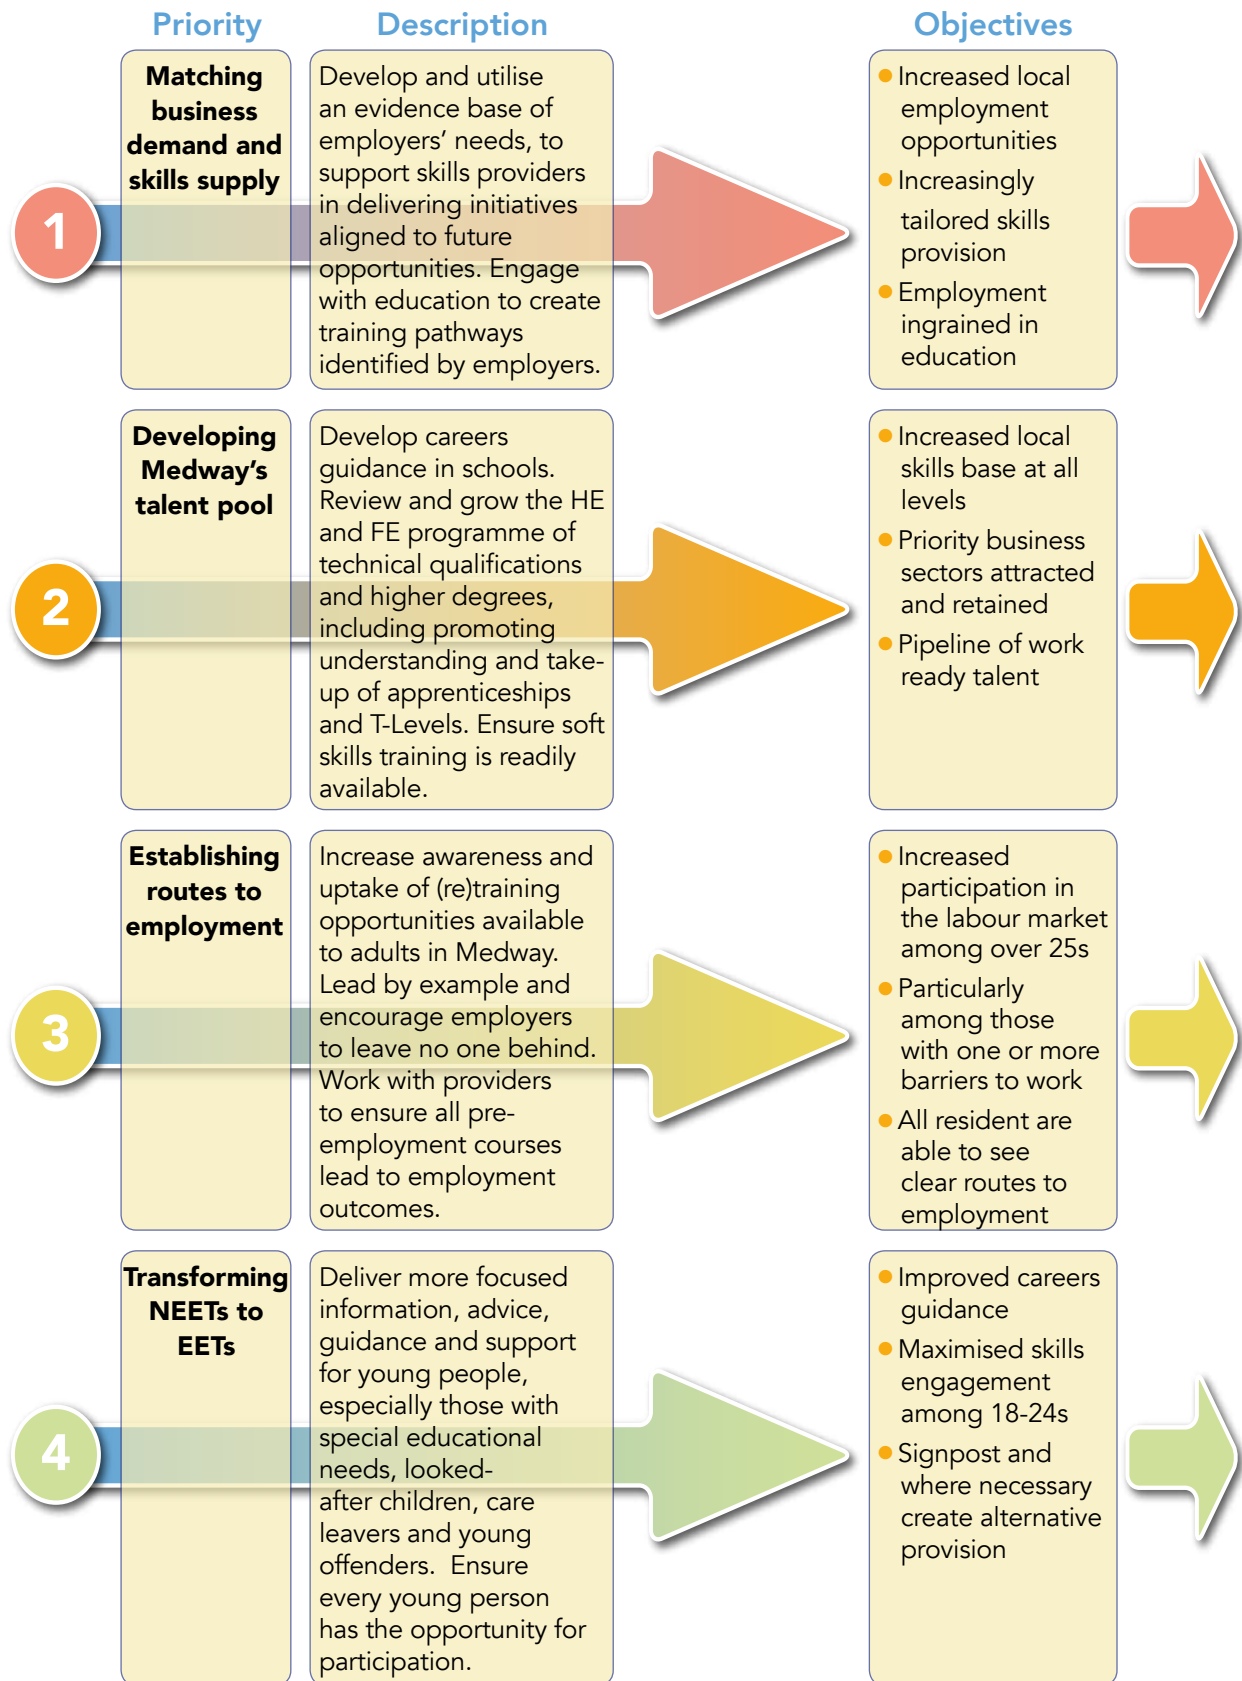 Priority
Description
Objectives
1
Matching
business
demand and
skills supply
Develop and utilise
an evidence base of
employers’ needs, to
support skills providers
in delivering initiatives
aligned to future
opportunities. Engage
with education to create
training pathways
identified by employers.
Increased local
employment
opportunities
Increasingly
tailored skills
provision
Employment
ingrained in
education
2
Developing
Medway’s
talent pool
Develop careers
guidance in schools.
Review and grow the HE
and FE programme of
technical qualifications
and higher degrees,
including promoting
understanding and take-
up of apprenticeships
and T-Levels. Ensure soft
skills training is readily
available.
Increased local
skills base at all
levels
Priority business
sectors attracted
and retained
Pipeline of work
ready talent
3
Establishing
routes to
employment
Increase awareness and
uptake of (re)training
opportunities available
to adults in Medway.
Lead by example and
encourage employers
to leave no one behind.
Work with providers
to ensure all pre-
employment courses
lead to employment
outcomes.
Increased
participation in
the labour market
among over 25s
Particularly
among those
with one or more
barriers to work
All resident are
able to see
clear routes to
employment
4
Transforming
NEETs to
EETs
Deliver more focused
information, advice,
guidance and support
for young people,
especially those with
special educational
needs, looked-
after children, care
leavers and young
offenders.  Ensure
every young person
has the opportunity for
participation.
Improved careers
guidance
Maximised skills
engagement
among 18-24s
Signpost and
where necessary
create alternative
provision